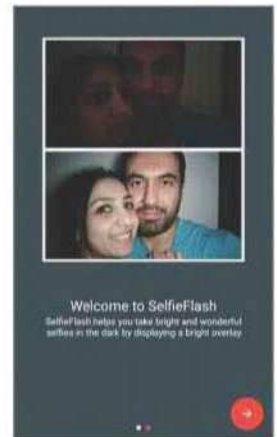 Welcome to SelfieFlash
SelfieFlash helps you take bright and wonderful
selfies in the dark by displaying a bright overlay